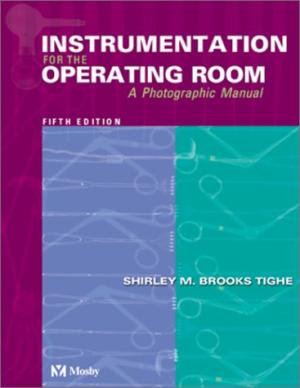 INSTRUMENTATION
FOR THE
OPERATING ROOM
A Photographic Manual
FIFTH EDITION
SHIRLEY M. BROOKS TIGHE
M Mosby